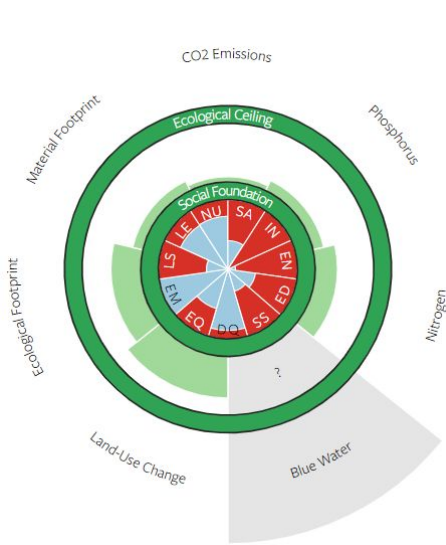 CO2 Emissions
Phosphorus
Nitrogen
Blue Water
Land-Use Change
Ecological Footprint
Material Footprint
Ecological Ceiling
Social Foundation
SA
IN
EN
ED
SS
DQ
EQ
EM
LS
LE
NU
?